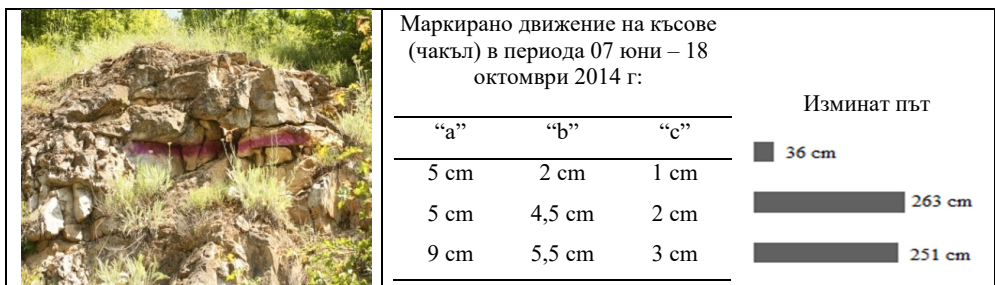 Маркирано движение на късове
(чакъл) в периода 07 юни – 18
октомври 2014 г:
“a” “b” “c”
5 cm 2 cm 1 cm
5 cm 4,5 cm 2 cm
9 cm 5,5 cm 3 cm
Изминат път
36 cm
263 cm
251 cm